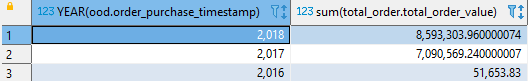 123 YEAR(ood.order_purchase_timestamp) 123 sum(total_order.total_order_value)
1 2,018 8,593,303.960000074
2 2,017 7,090,569.240000007
3 2,016 51,653.83